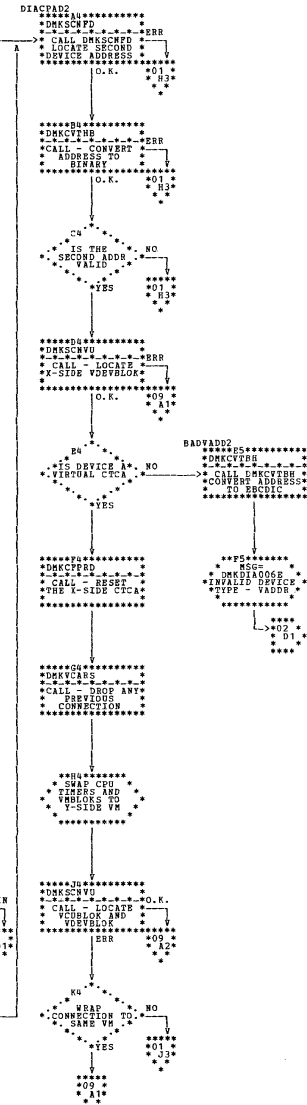 DIACPAD2
A4
*DMKSCNFD *
*-*-*-*-*-*-*-*-*ERR
* CALL DMKSCNFD *
* LOCATE SECOND *
*DEVICE ADDRESS *
A
O.K.
*01 *
* H3*
B4
*DMKCVTHB *
*-*-*-*-*-*-*-*-*ERR
*CALL - CONVERT *
* ADDRESS TO *
* BINARY *
O.K.
*01 *
* H3*
C4
IS THE
SECOND ADDR
VALID
NO
*YES
*01 *
* H3*
D4
*DMKSCNVU *
*-*-*-*-*-*-*-*-*ERR
* CALL - LOCATE *
*X-SIDE VDEVBLOK*
O.K.
*09 *
* A1*
E4
*IS DEVICE A*
*.VIRTUAL CTCA.*
NO
*YES
BADVADD2
E5
*DMKCVTBH *
*-*-*-*-*-*-*-*-*
* CALL DMKCVTBH *
*CONVERT ADDRESS*
* TO EBCDIC *
F4
*DMKCPRD *
*-*-*-*-*-*-*-*-*
* CALL - RESET *
*THE X-SIDE CTCA*
F5
MSG=
* DMKDIA006E *
*INVALID DEVICE *
*TYPE - VADDR *
*02 *
* D1*
G4
*DMKVCARS *
*-*-*-*-*-*-*-*-*
*CALL - DROP ANY*
* PREVIOUS *
* CONNECTION *
H4
SWAP CPU
* TIMERS AND *
* VMBLOKS TO *
* Y-SIDE VM *
J4
*DMKSCNVU *
*-*-*-*-*-*-*-*-*O.K.
* CALL - LOCATE *
* VCUBLOK AND *
* VDEVBLOK *
ERR
*09 *
* A2*
K4
WRAP
CONNECTION TO
SAME VM
NO
*YES
*01 *
* J3*
*09 *
* A1*